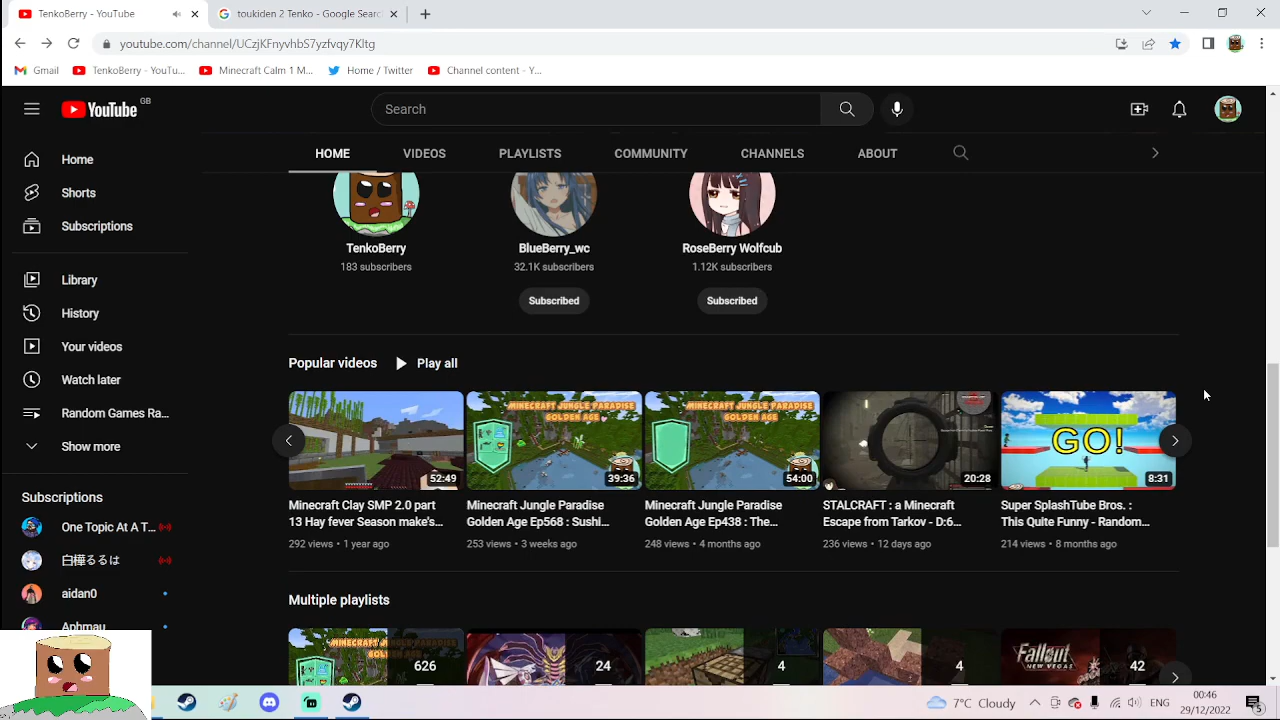 TenkoBerry - YouTube
toukiden 2 Tenko - Google Searc
youtube.com/channel/UCzjKFnyvhbS7yzfvqy7Kltg
Gmail
TenkoBerry - YouTu...
Minecraft Calm 1 M...
Home / Twitter
Channel content - Y...
YouTube GB
Search
Home
Shorts
Subscriptions
Library
History
Your videos
Watch later
Random Games Ra...
Show more
Subscriptions
One Topic At A T...
白樺るるは
aidan0
Aphmau
HOME VIDEOS PLAYLISTS COMMUNITY CHANNELS ABOUT
TenkoBerry
183 subscribers
BlueBerry_wc
32.1K subscribers
Subscribed
RoseBerry Wolfcub
1.12K subscribers
Subscribed
Popular videos Play all
52:49
Minecraft Clay SMP 2.0 part
13 Hay fever Season make's...
292 views • 1 year ago
MINECRAFT JUNGLE PARADISE
GOLDEN AGE
39:36
Minecraft Jungle Paradise
Golden Age Ep568 : Sushi...
253 views • 3 weeks ago
MINECRAFT JUNGLE PARADISE
GOLDEN AGE
54:00
Minecraft Jungle Paradise
Golden Age Ep438 : The...
248 views • 4 months ago
20:28
STALCRAFT : a Minecraft
Escape from Tarkov - D:6...
236 views • 12 days ago
GO!
8:31
Super SplashTube Bros. :
This Quite Funny - Random...
214 views • 8 months ago
Multiple playlists
MINECRAFT JUNGLE PARADISE
GOLDEN AGE
626
24
4
4
Fallout
NEW VEGAS
42
7°C Cloudy
ENG
00:46
29/12/2022
5